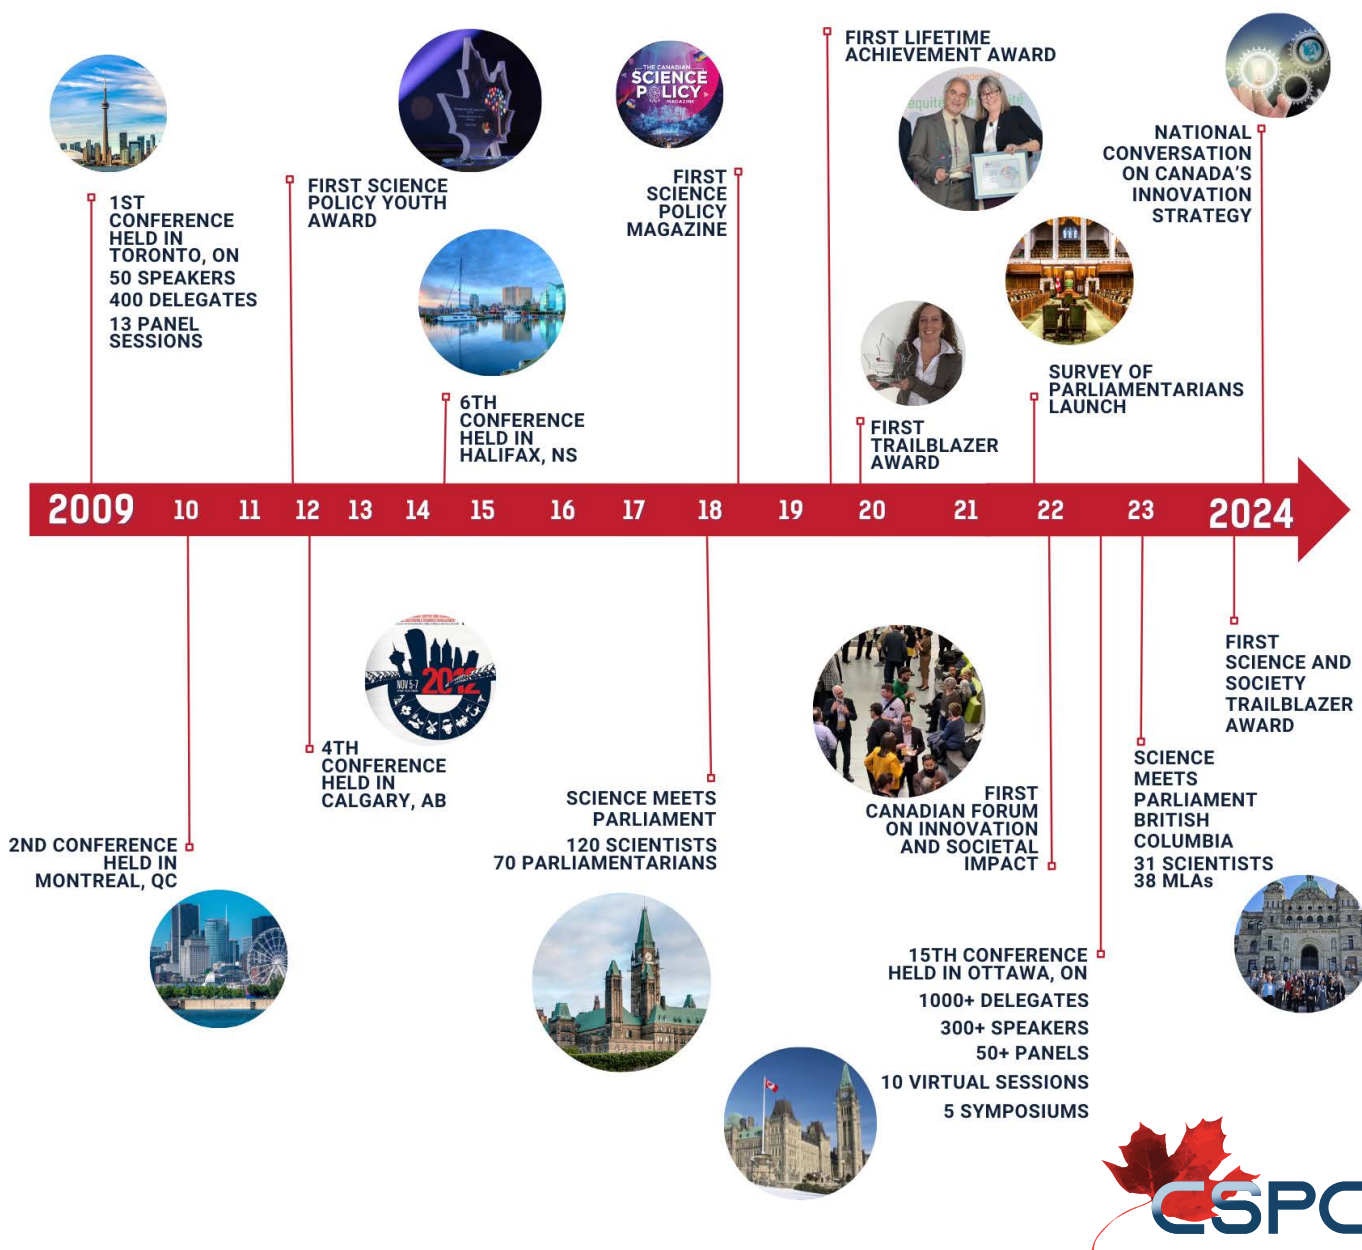 1ST
CONFERENCE
HELD IN
TORONTO, ON
50 SPEAKERS
400 DELEGATES
13 PANEL
SESSIONS
FIRST SCIENCE
POLICY YOUTH
AWARD
6TH
CONFERENCE
HELD IN
HALIFAX, NS
THE CANADIAN
SCIENCE
POLICY
MAGAZINE
FIRST
SCIENCE
POLICY
MAGAZINE
FIRST LIFETIME
ACHIEVEMENT AWARD
FIRST
TRAILBLAZER
AWARD
SURVEY OF
PARLIAMENTARIANS
LAUNCH
NATIONAL
CONVERSATION
ON CANADA'S
INNOVATION
STRATEGY
2009 10 11 12 13 14 15 16 17 18 19 20 21 22 23 2024
2ND CONFERENCE
HELD IN
MONTREAL, QC
NOV 5-7
2012
4TH
CONFERENCE
HELD IN
CALGARY, AB
SCIENCE MEETS
PARLIAMENT
120 SCIENTISTS
70 PARLIAMENTARIANS
FIRST
CANADIAN FORUM
ON INNOVATION
AND SOCIETAL
IMPACT
15TH CONFERENCE
HELD IN OTTAWA, ON
1000+ DELEGATES
300+ SPEAKERS
50+ PANELS
10 VIRTUAL SESSIONS
5 SYMPOSIUMS
SCIENCE
MEETS
PARLIAMENT
BRITISH
COLUMBIA
31 SCIENTISTS
38 MLAs
FIRST
SCIENCE AND
SOCIETY
TRAILBLAZER
AWARD
CSPC